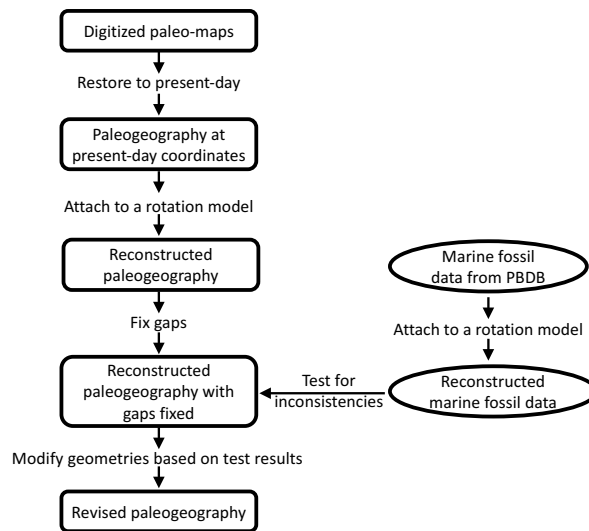 Digitized paleo-maps
Restore to present-day
Paleogeography at
present-day coordinates
Attach to a rotation model
Reconstructed
paleogeography
Fix gaps
Reconstructed
paleogeography with
gaps fixed
Modify geometries based on test results
Revised paleogeography
Marine fossil
data from PBDB
Attach to a rotation model
Reconstructed
marine fossil data
Test for
inconsistencies